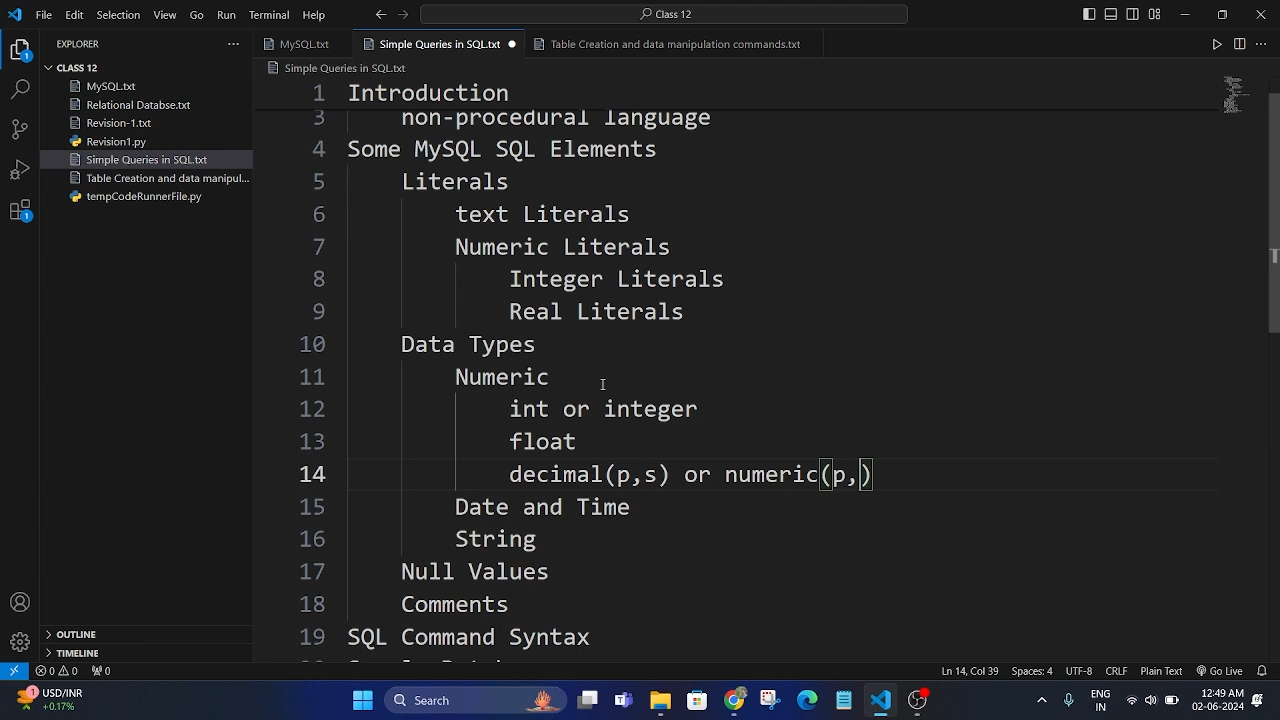 File Edit Selection View Go Run Terminal Help
Class 12
EXPLORER
MySQL.txt
Simple Queries in SQL.txt
Table Creation and data manipulation commands.txt
CLASS 12
MySQL.txt
Relational Databse.txt
Revision-1.txt
Revision1.py
Simple Queries in SQL.txt
Table Creation and data manipul...
tempCodeRunnerFile.py
Simple Queries in SQL.txt
1 Introduction
3 non-procedural language
4 Some MySQL SQL Elements
5 Literals
6 text Literals
7 Numeric Literals
8 Integer Literals
9 Real Literals
10 Data Types
11 Numeric
12 int or integer
13 float
14 decimal(p,s) or numeric(p,)
15 Date and Time
16 String
17 Null Values
18 Comments
19 SQL Command Syntax
OUTLINE
TIMELINE
0 0 0
Ln 14, Col 39 Spaces: 4 UTF-8 CRLF Plain Text Go Live
1
1
1
USD/INR
+0.17%
Search
ENG
IN
12:49 AM
02-06-2024